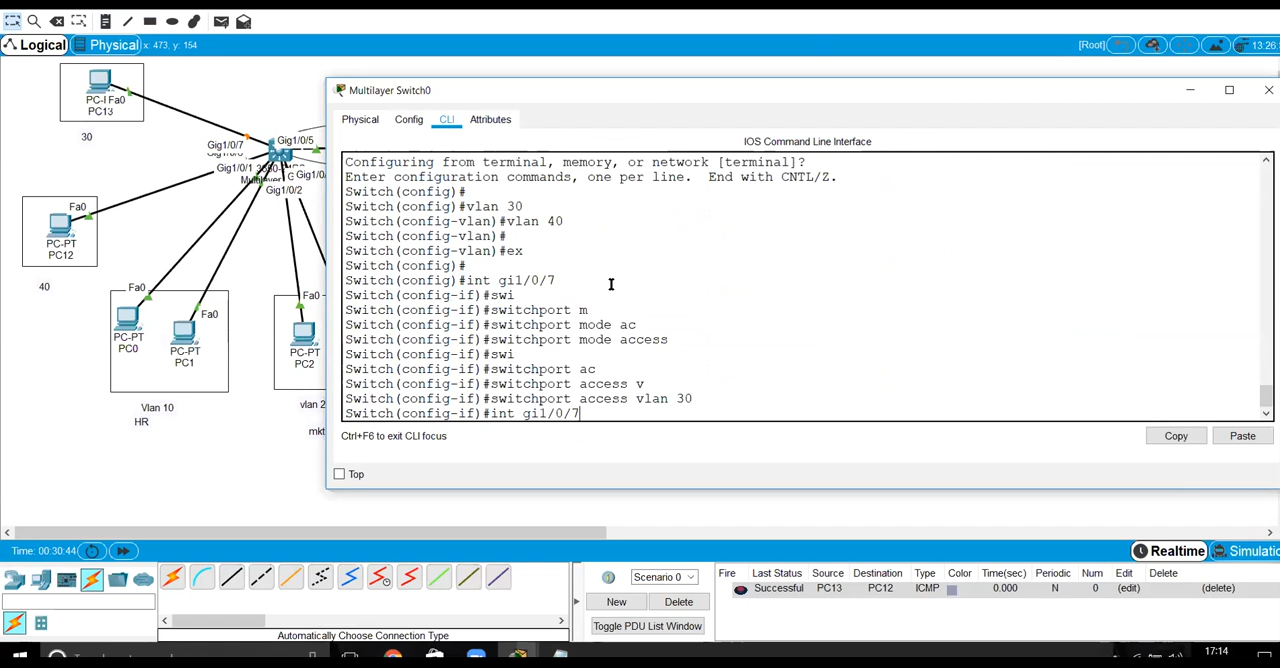 Logical
Physical
x: 473, y: 154
[Root]
13:26:
Multilayer Switch0
Physical
Config
CLI
Attributes
IOS Command Line Interface
Configuring from terminal, memory, or network [terminal]?
Enter configuration commands, one per line. End with CNTL/Z.
Switch(config)#
Switch(config)#vlan 30
Switch(config-vlan)#vlan 40
Switch(config-vlan)#
Switch(config-vlan)#ex
Switch(config)#
Switch(config)#int gi1/0/7
Switch(config-if)#swi
Switch(config-if)#switchport m
Switch(config-if)#switchport mode ac
Switch(config-if)#switchport mode access
Switch(config-if)#swi
Switch(config-if)#switchport ac
Switch(config-if)#switchport access v
Switch(config-if)#switchport access vlan 30
Switch(config-if)#int gi1/0/7
Ctrl+F6 to exit CLI focus
Copy
Paste
Top
Fa0
PC13
30
Gig1/0/7
Gig1/0/5
Gig1/0/1
Gig1/0/2
Fa0
PC-PT
PC12
40
Fa0
PC-PT
PC0
Fa0
PC-PT
PC1
Vlan 10
HR
Fa0
PC-PT
PC2
vlan 2
mkt
Time: 00:30:44
Realtime
Simulatio
Automatically Choose Connection Type
Scenario 0
New
Delete
Toggle PDU List Window
Fire Last Status Source Destination Type Color Time(sec) Periodic Num Edit Delete
Successful PC13 PC12 ICMP 0.000 N 0 (edit) (delete)
17:14